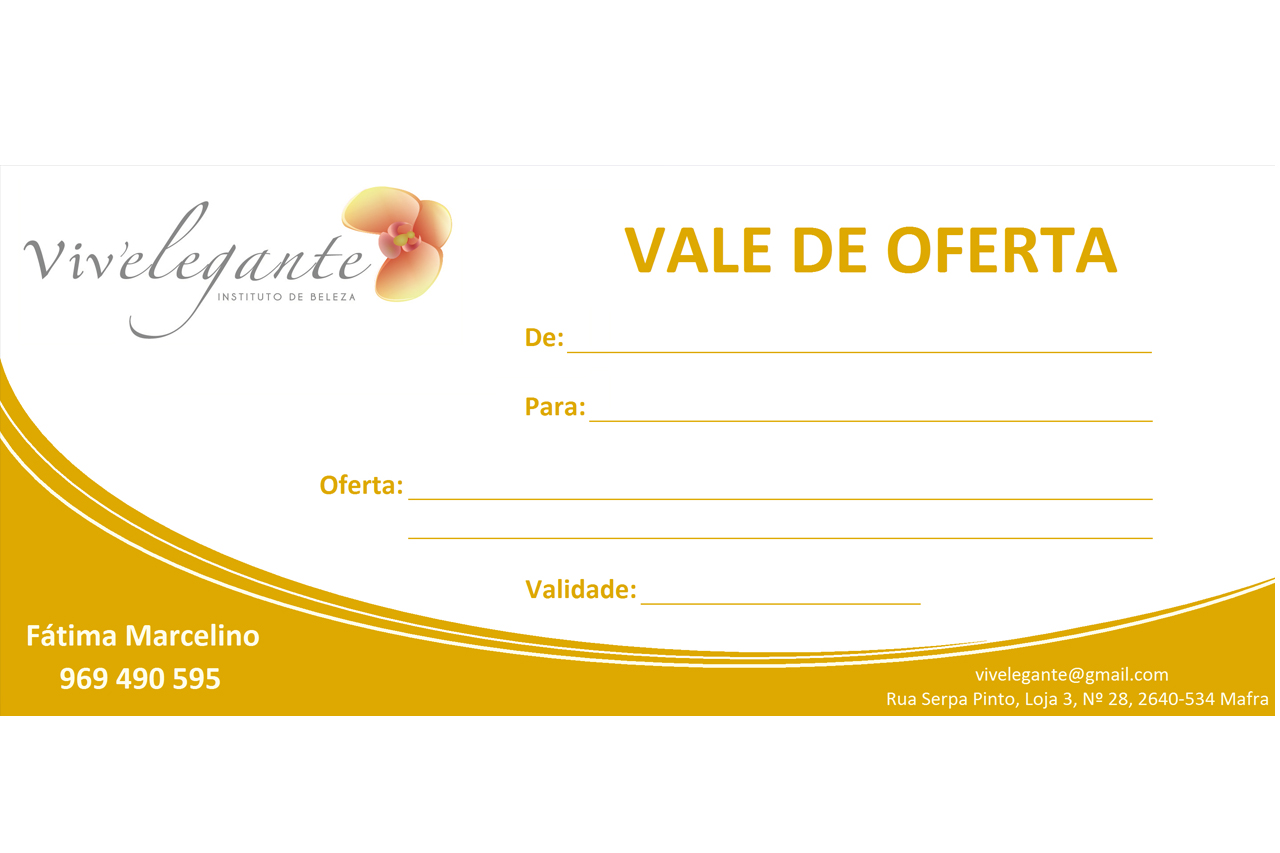 Viv'elegante
INSTITUTO DE BELEZA
VALE DE OFERTA
De:
Para:
Oferta:
Validade:
Fátima Marcelino
969 490 595
vivelegante@gmail.com
Rua Serpa Pinto, Loja 3, Nº 28, 2640-534 Mafra